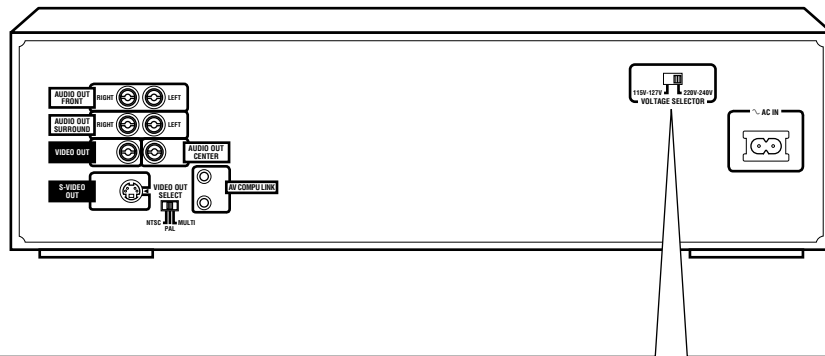 AUDIO OUT
FRONT
RIGHT
LEFT
AUDIO OUT
SURROUND
RIGHT
LEFT
VIDEO OUT
AUDIO OUT
CENTER
S-VIDEO
OUT
VIDEO OUT
SELECT
NTSC
PAL
MULTI
AV COMPU LINK
115V-127V
220V-240V
VOLTAGE SELECTOR
∼ AC IN